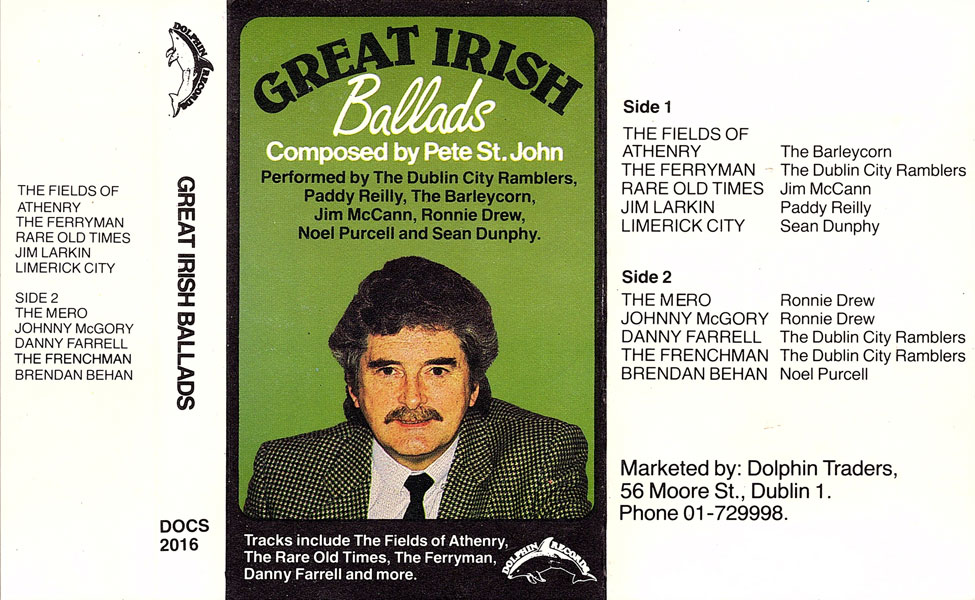 THE FIELDS OF
ATHENRY
THE FERRYMAN
RARE OLD TIMES
JIM LARKIN
LIMERICK CITY
SIDE 2
THE MERO
JOHNNY McGORY
DANNY FARRELL
THE FRENCHMAN
BRENDAN BEHAN
DOLPHIN RECORDS
GREAT IRISH BALLADS
DOCS
2016
GREAT IRISH
Ballads
Composed by Pete St. John
Performed by The Dublin City Ramblers,
Paddy Reilly, The Barleycorn,
Jim McCann, Ronnie Drew,
Noel Purcell and Sean Dunphy.
Tracks include The Fields of Athenry,
The Rare Old Times, The Ferryman,
Danny Farrell and more.
DOLPHIN RECORDS
Side 1
THE FIELDS OF
ATHENRY The Barleycorn
THE FERRYMAN The Dublin City Ramblers
RARE OLD TIMES Jim McCann
JIM LARKIN Paddy Reilly
LIMERICK CITY Sean Dunphy
Side 2
THE MERO Ronnie Drew
JOHNNY McGORY Ronnie Drew
DANNY FARRELL The Dublin City Ramblers
THE FRENCHMAN The Dublin City Ramblers
BRENDAN BEHAN Noel Purcell
Marketed by: Dolphin Traders,
56 Moore St., Dublin 1.
Phone 01-729998.